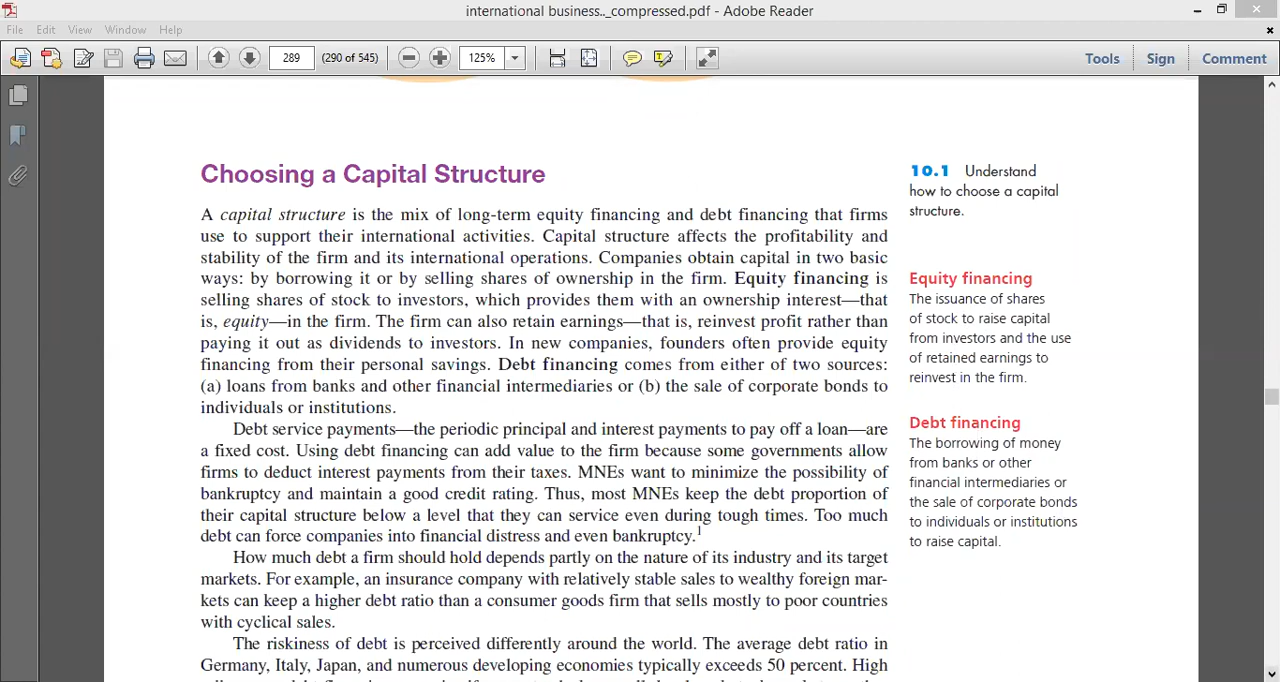 international business.._compressed.pdf - Adobe Reader
File Edit View Window Help
289 (290 of 545) 125% Tools Sign Comment
Choosing a Capital Structure
A capital structure is the mix of long-term equity financing and debt financing that firms
use to support their international activities. Capital structure affects the profitability and
stability of the firm and its international operations. Companies obtain capital in two basic
ways: by borrowing it or by selling shares of ownership in the firm. Equity financing is
selling shares of stock to investors, which provides them with an ownership interest—that
is, equity—in the firm. The firm can also retain earnings—that is, reinvest profit rather than
paying it out as dividends to investors. In new companies, founders often provide equity
financing from their personal savings. Debt financing comes from either of two sources:
(a) loans from banks and other financial intermediaries or (b) the sale of corporate bonds to
individuals or institutions.
Debt service payments—the periodic principal and interest payments to pay off a loan—are
a fixed cost. Using debt financing can add value to the firm because some governments allow
firms to deduct interest payments from their taxes. MNEs want to minimize the possibility of
bankruptcy and maintain a good credit rating. Thus, most MNEs keep the debt proportion of
their capital structure below a level that they can service even during tough times. Too much
debt can force companies into financial distress and even bankruptcy.1
How much debt a firm should hold depends partly on the nature of its industry and its target
markets. For example, an insurance company with relatively stable sales to wealthy foreign mar-
kets can keep a higher debt ratio than a consumer goods firm that sells mostly to poor countries
with cyclical sales.
The riskiness of debt is perceived differently around the world. The average debt ratio in
Germany, Italy, Japan, and numerous developing economies typically exceeds 50 percent. High
10.1 Understand
how to choose a capital
structure.
Equity financing
The issuance of shares
of stock to raise capital
from investors and the use
of retained earnings to
reinvest in the firm.
Debt financing
The borrowing of money
from banks or other
financial intermediaries or
the sale of corporate bonds
to individuals or institutions
to raise capital.